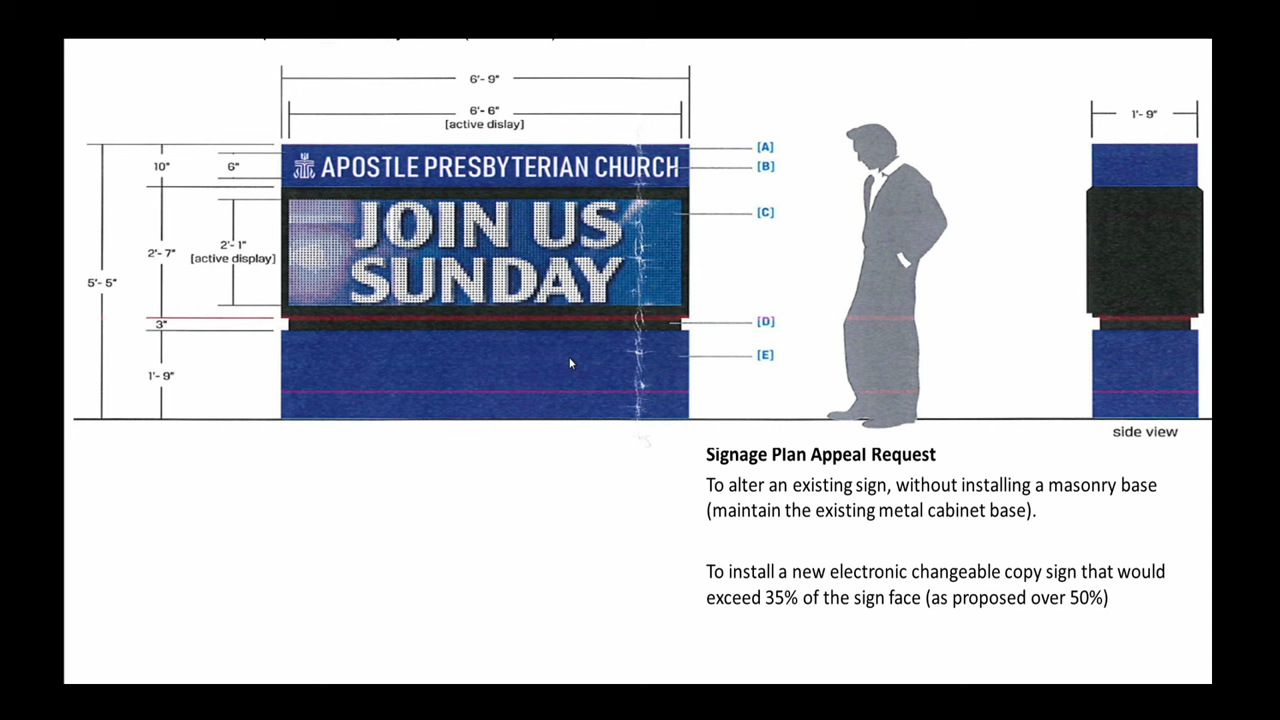 6'- 9"
6'- 6"
[active dislay]
1'- 9"
[A]
10"
6"
APOSTLE PRESBYTERIAN CHURCH
[B]
JOIN US
[C]
2'- 1"
[active display]
2'- 7"
SUNDAY
5'- 5"
3"
[D]
[E]
1'- 9"
side view
Signage Plan Appeal Request
To alter an existing sign, without installing a masonry base
(maintain the existing metal cabinet base).
To install a new electronic changeable copy sign that would
exceed 35% of the sign face (as proposed over 50%)